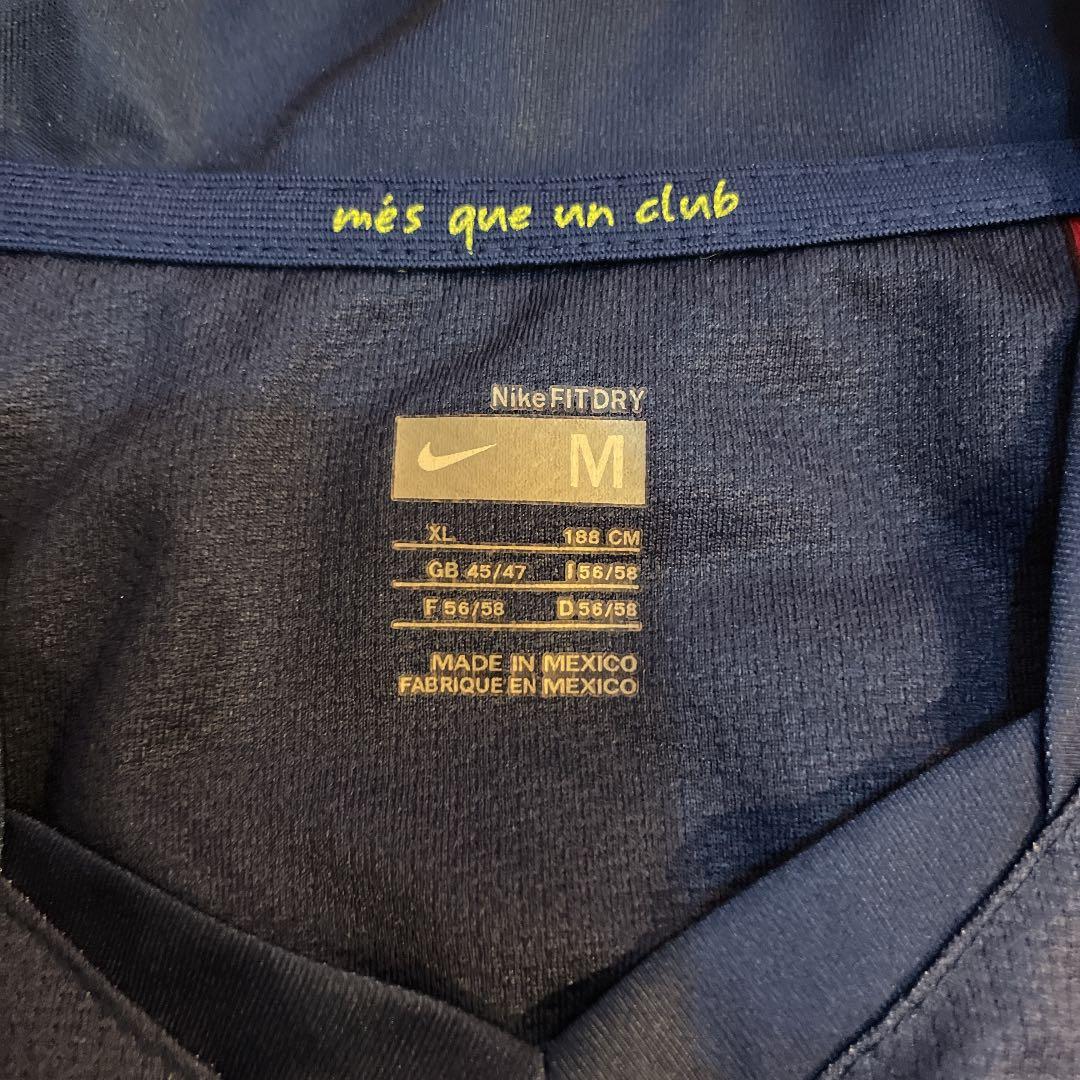 més que un club
Nike FIT DRY
M
XL 188 CM
GB 45/47 I 56/58
F 56/58 D 56/58
MADE IN MEXICO
FABRIQUE EN MEXICO